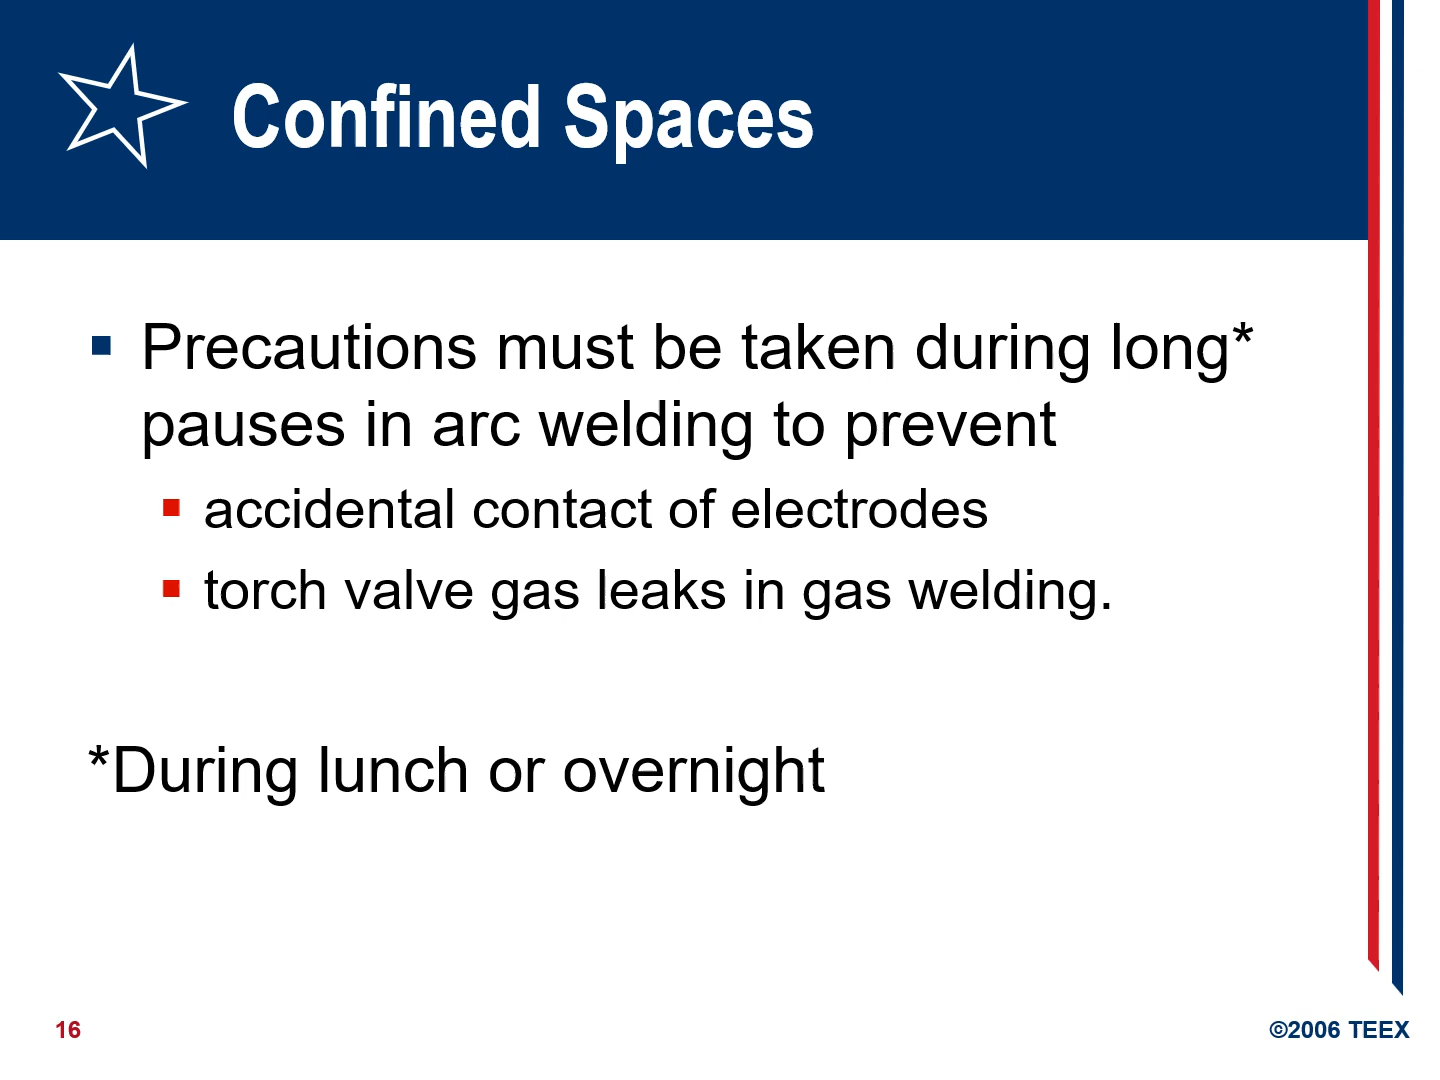 Confined Spaces
Precautions must be taken during long*
pauses in arc welding to prevent
accidental contact of electrodes
torch valve gas leaks in gas welding.
*During lunch or overnight
16
©2006 TEEX